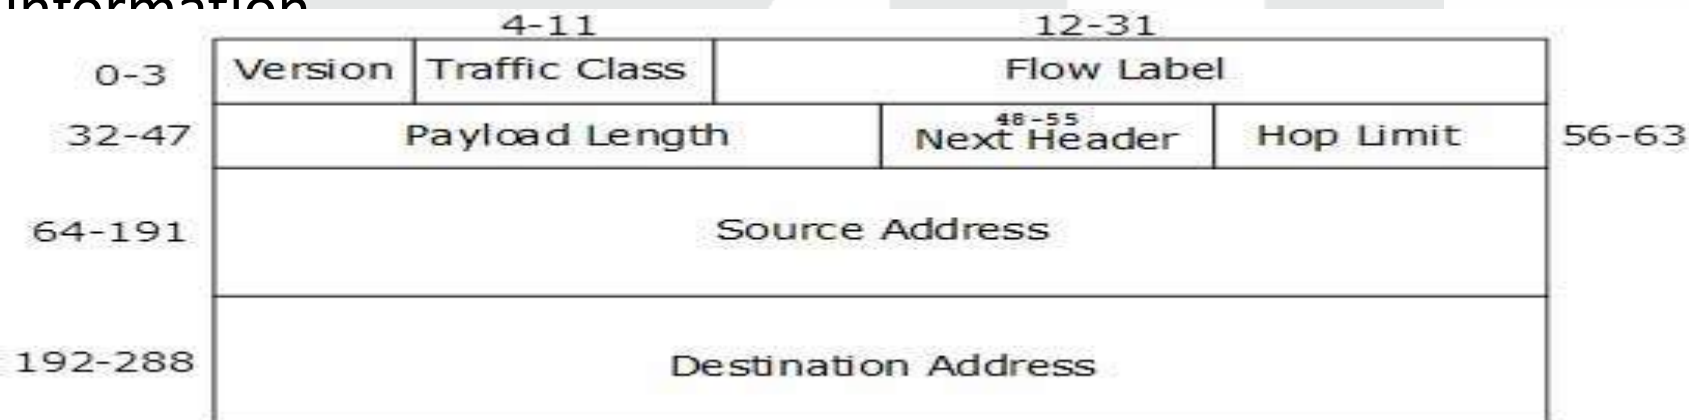 information
4-11 12-31
0-3 Version Traffic Class Flow Label
48-55
32-47 Payload Length Next Header Hop Limit 56-63
64-191 Source Address
192-288 Destination Address